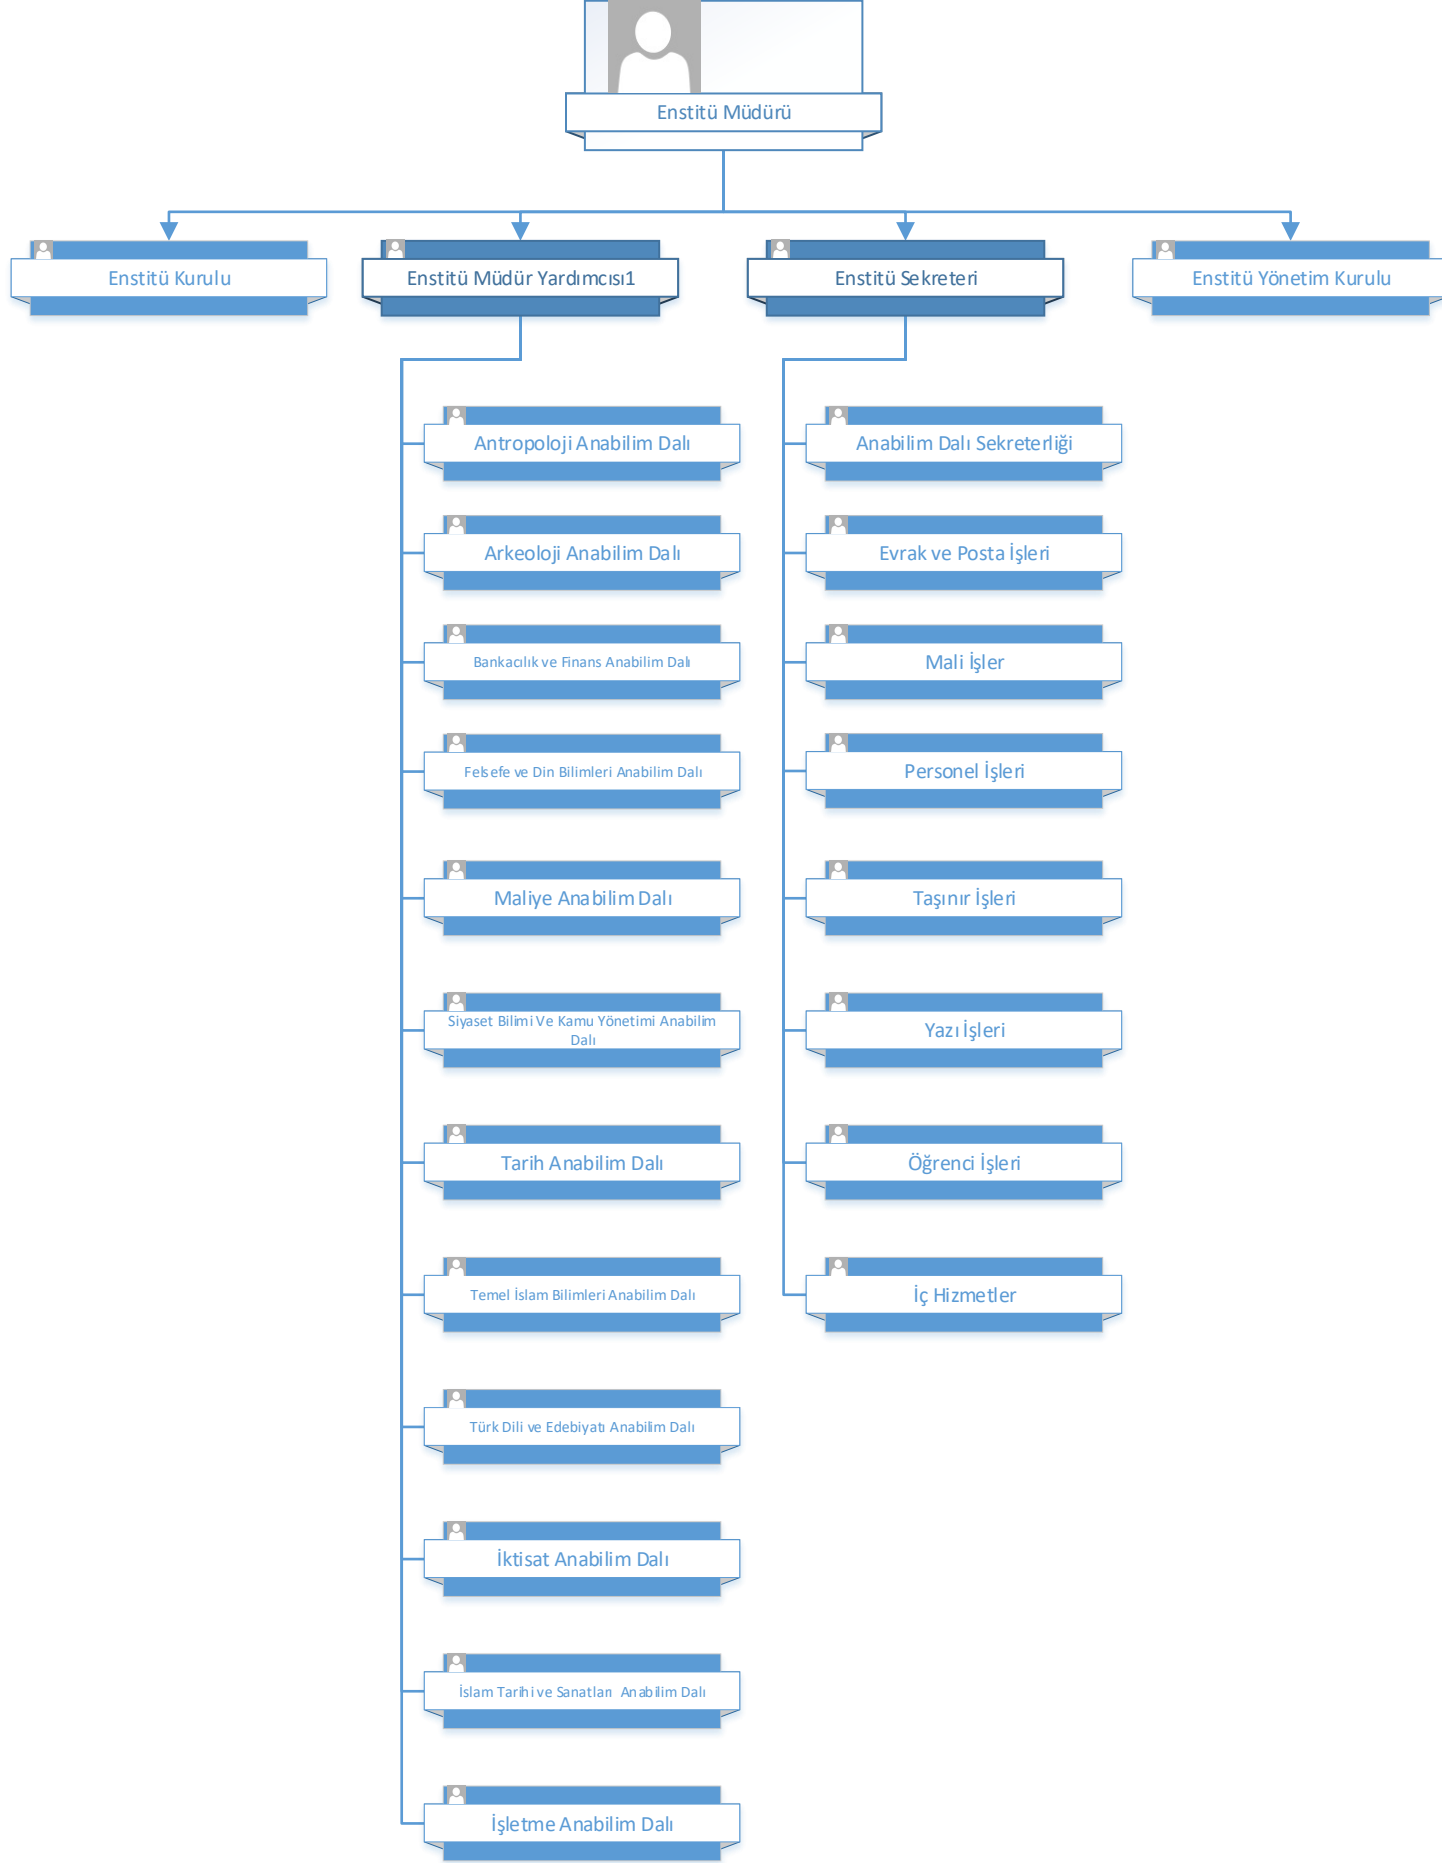 Enstitü Müdürü
Enstitü Kurulu
Enstitü Müdür Yardımcısı1
Enstitü Sekreteri
Enstitü Yönetim Kurulu
Antropoloji Anabilim Dalı
Arkeoloji Anabilim Dalı
Bankacılık ve Finans Anabilim Dalı
Felsefe ve Din Bilimleri Anabilim Dalı
Maliye Anabilim Dalı
Siyaset Bilimi Ve Kamu Yönetimi Anabilim
Dalı
Tarih Anabilim Dalı
Temel İslam Bilimleri Anabilim Dalı
Türk Dili ve Edebiyatı Anabilim Dalı
İktisat Anabilim Dalı
İslam Tarihi ve Sanatları Anabilim Dalı
İşletme Anabilim Dalı
Anabilim Dalı Sekreterliği
Evrak ve Posta İşleri
Mali İşler
Personel İşleri
Taşınır İşleri
Yazı İşleri
Öğrenci İşleri
İç Hizmetler